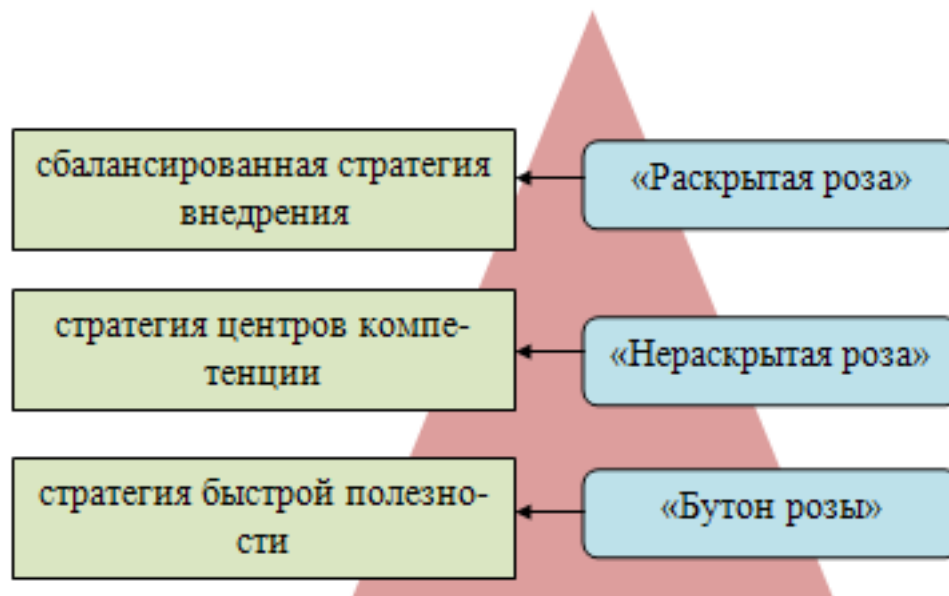 сбалансированная стратегия
внедрения
«Раскрытая роза»
стратегия центров компе-
тенции
«Нераскрытая роза»
стратегия быстрой полезно-
сти
«Бутон розы»